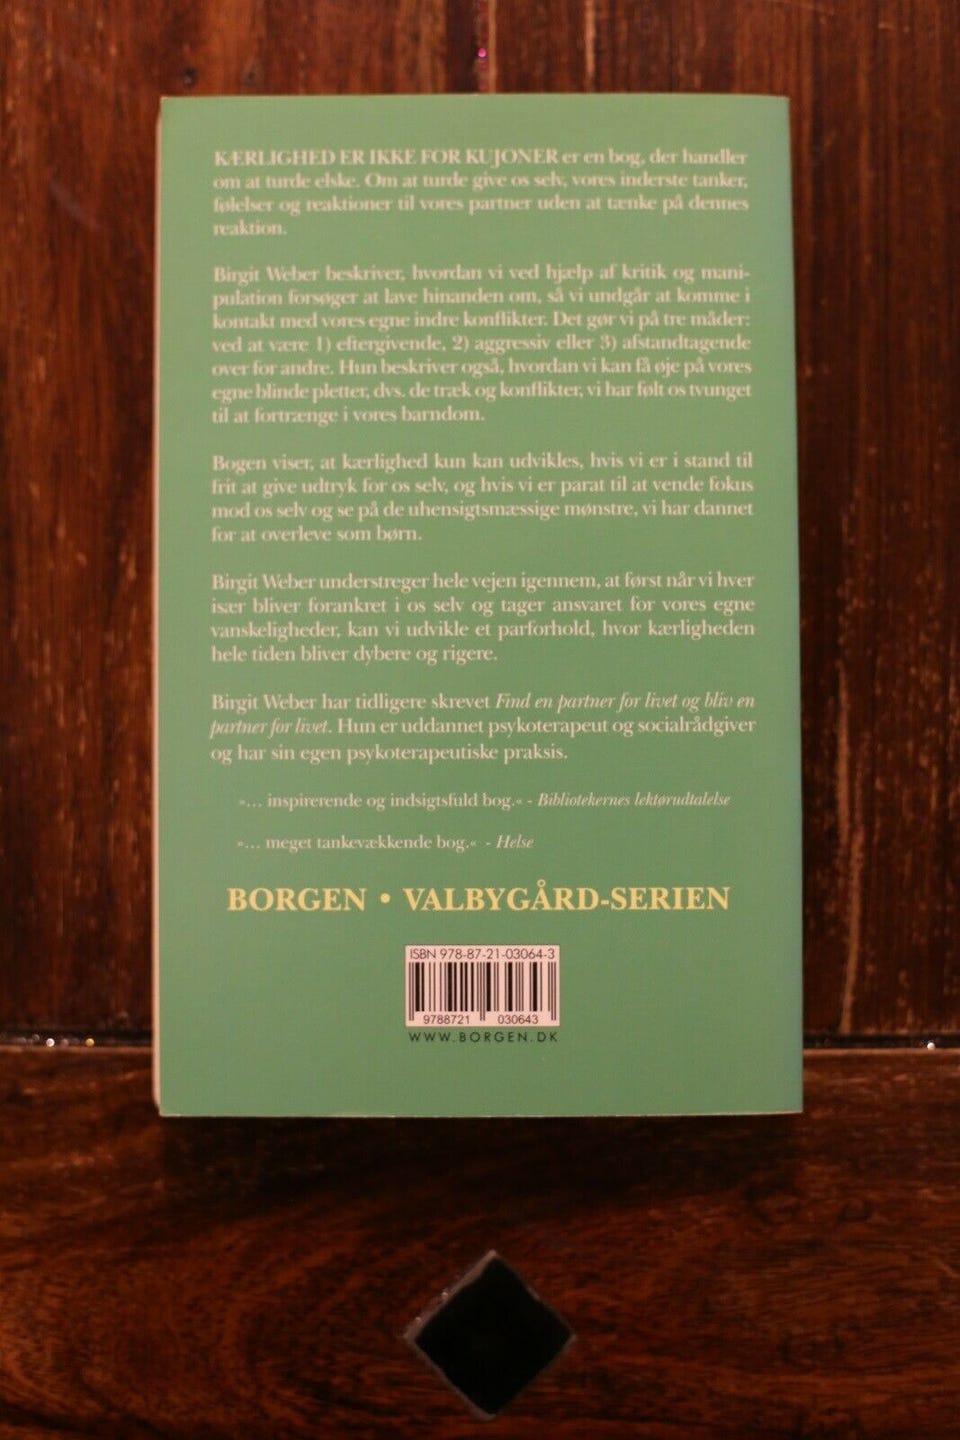 KÆRLIGHED ER IKKE FOR KUJONER er en bog, der handler
om at turde elske. Om at turde give os selv, vores inderste tanker,
følelser og reaktioner til vores partner uden at tænke på dennes
reaktion.
Birgit Weber beskriver, hvordan vi ved hjælp af kritik og mani-
pulation forsøger at lave hinanden om, så vi undgår at komme i
kontakt med vores egne indre konflikter. Det gør vi på tre måder:
ved at være 1) eftergivende, 2) aggressiv eller 3) afstandtagende
over for andre. Hun beskriver også, hvordan vi kan få øje på vores
egne blinde pletter, dvs. de træk og konflikter, vi har følt os tvunget
til at fortrænge i vores barndom.
Bogen viser, at kærlighed kun kan udvikles, hvis vi er i stand til
frit at give udtryk for os selv, og hvis vi er parat til at vende fokus
mod os selv og se på de uhensigtsmæssige mønstre, vi har dannet
for at overleve som børn.
Birgit Weber understreger hele vejen igennem, at først når vi hver
især bliver forankret i os selv og tager ansvaret for vores egne
vanskeligheder, kan vi udvikle et parforhold, hvor kærligheden
hele tiden bliver dybere og rigere.
Birgit Weber har tidligere skrevet Find en partner for livet og bliv en
partner for livet. Hun er uddannet psykoterapeut og socialrådgiver
og har sin egen psykoterapeutiske praksis.
»... inspirerende og indsigtsfuld bog.« - Bibliotekernes lektørudtalelse
»... meget tankevækkende bog.« - Helse
BORGEN • VALBYGÅRD-SERIEN
ISBN 978-87-21-03064-3
9788721 030643
WWW.BORGEN.DK